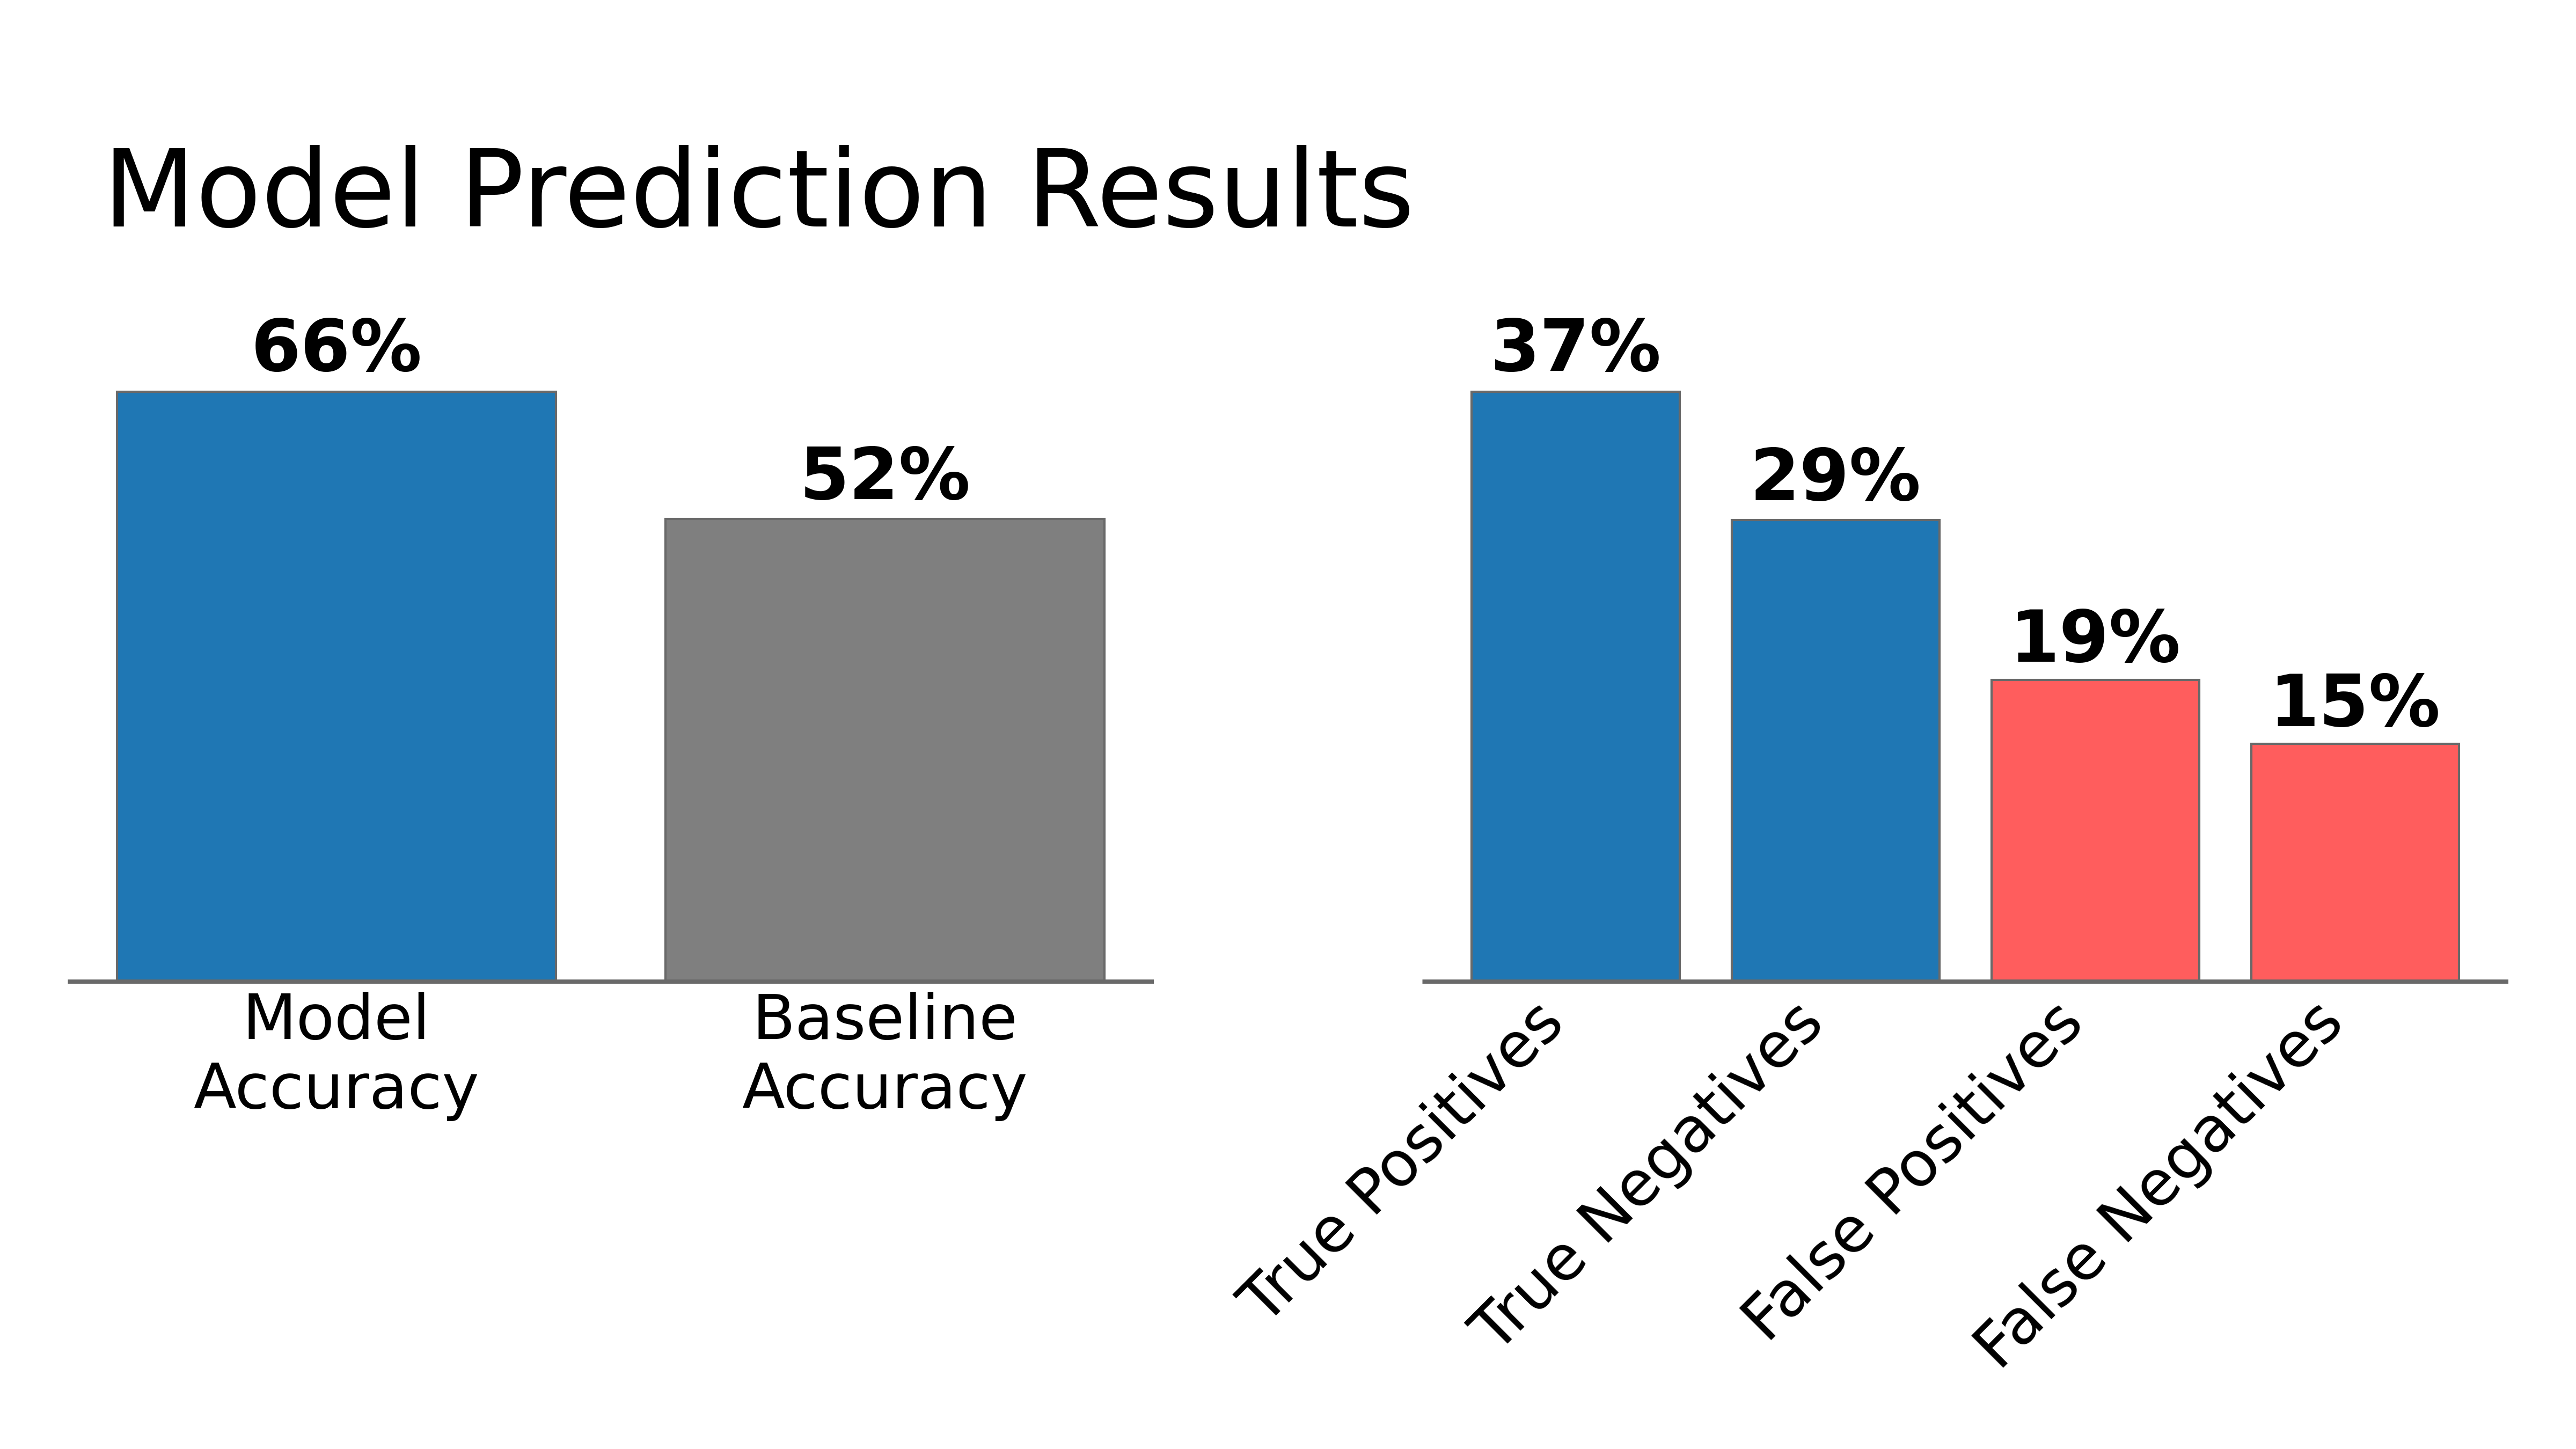 Model Prediction Results
66%
52%
Model
Accuracy
Baseline
Accuracy
37%
29%
19%
15%
True Positives
True Negatives
False Positives
False Negatives